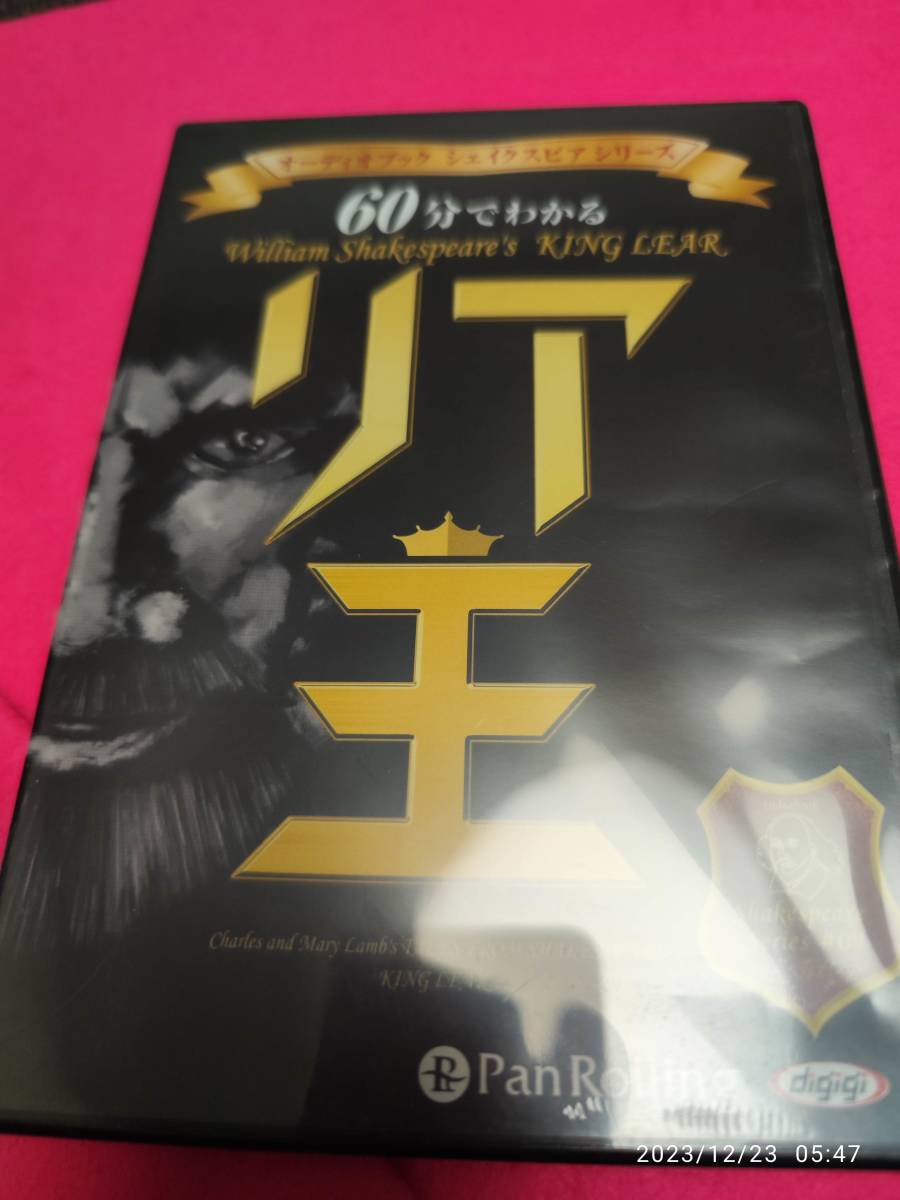 オーディオブック シェイクスピア シリーズ
60分でわかる
William Shakespeare's KING LEAR
リア
王
Charles and Mary Lamb's
KING LEAR
Shakespeare
PanRolling
digigi
2023/12/23 05:47